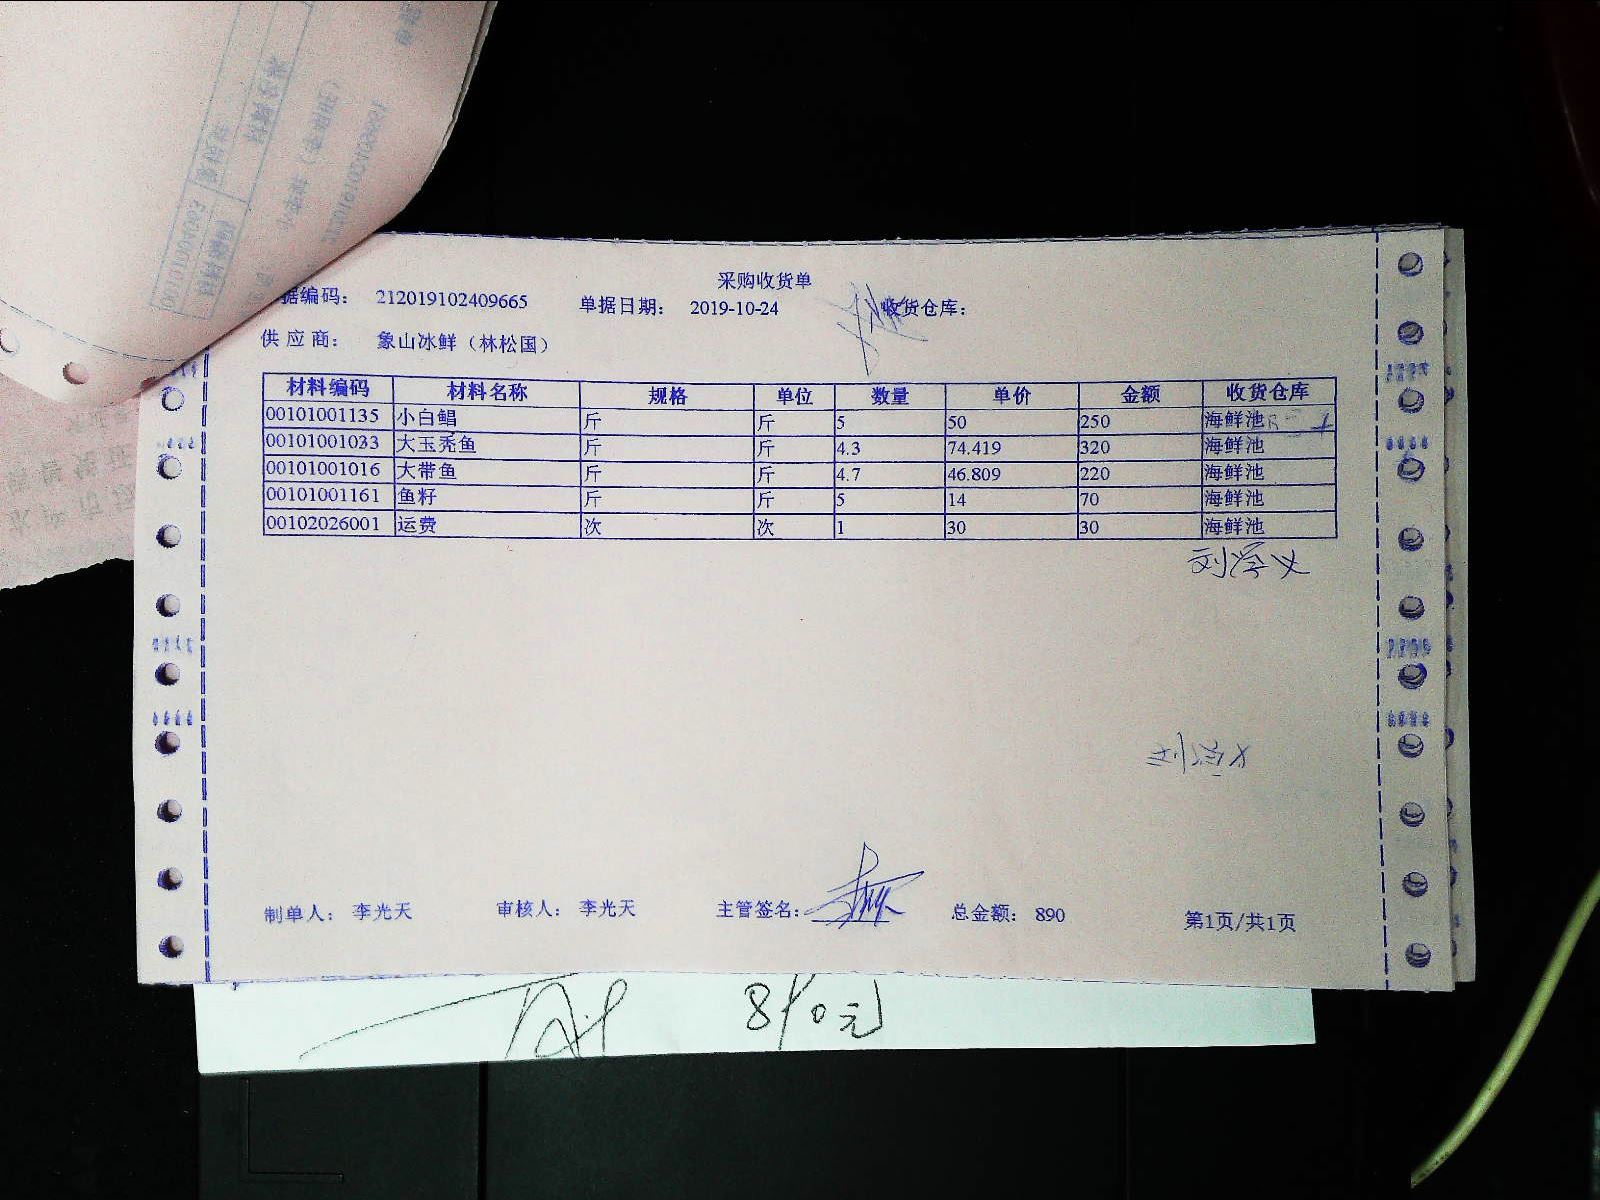 采购收货单
据编码： 212019102409665 单据日期： 2019-10-24 收货仓库：
供 应 商： 象山冰鲜（林松国）
材料编码 材料名称 规格 单位 数量 单价 金额 收货仓库
00101001135 小白鲳 斤 斤 5 50 250 海鲜池
00101001033 大玉秃鱼 斤 斤 4.3 74.419 320 海鲜池
00101001016 大带鱼 斤 斤 4.7 46.809 220 海鲜池
00101001161 鱼籽 斤 斤 5 14 70 海鲜池
00102026001 运费 次 次 1 30 30 海鲜池
制单人： 李光天 审核人： 李光天 主管签名： 总金额： 890 第1页/共1页
890元